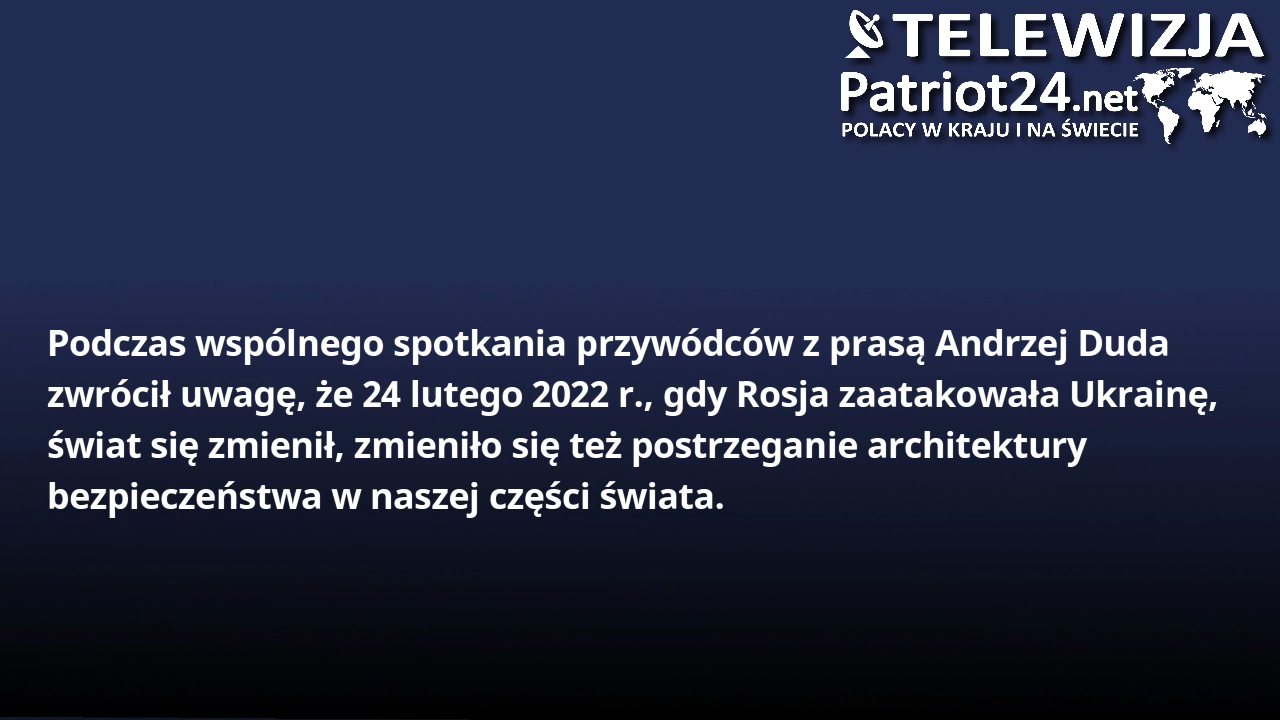 TELEWIZJA
Patriot24.net
POLACY W KRAJU I NA ŚWIECIE
Podczas wspólnego spotkania przywódców z prasą Andrzej Duda
zwrócił uwagę, że 24 lutego 2022 r., gdy Rosja zaatakowała Ukrainę,
świat się zmienił, zmieniło się też postrzeganie architektury
bezpieczeństwa w naszej części świata.